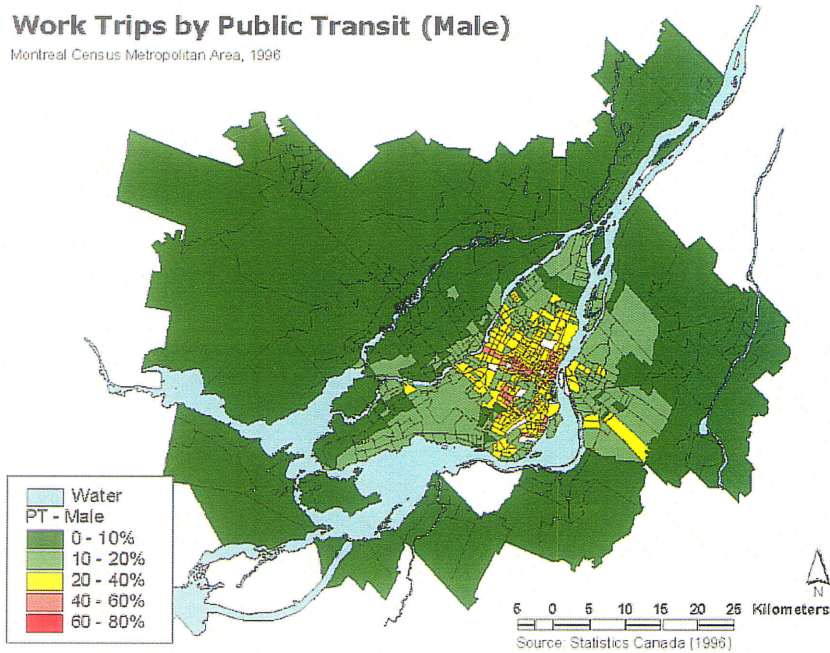 Work Trips by Public Transit (Male)
Montreal Census Metropolitan Area, 1996
Water
PT - Male
0 - 10%
10 - 20%
20 - 40%
40 - 60%
60 - 80%
N
5 0 5 10 15 20 25 Kilometers
Source: Statistics Canada (1996)